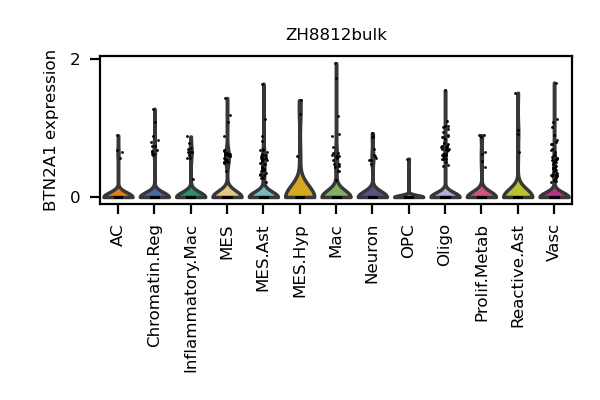 ZH8812bulk
BTN2A1 expression
2
0
AC
Chromatin.Reg
Inflammatory.Mac
MES
MES.Ast
MES.Hyp
Mac
Neuron
OPC
Oligo
Prolif.Metab
Reactive.Ast
Vasc